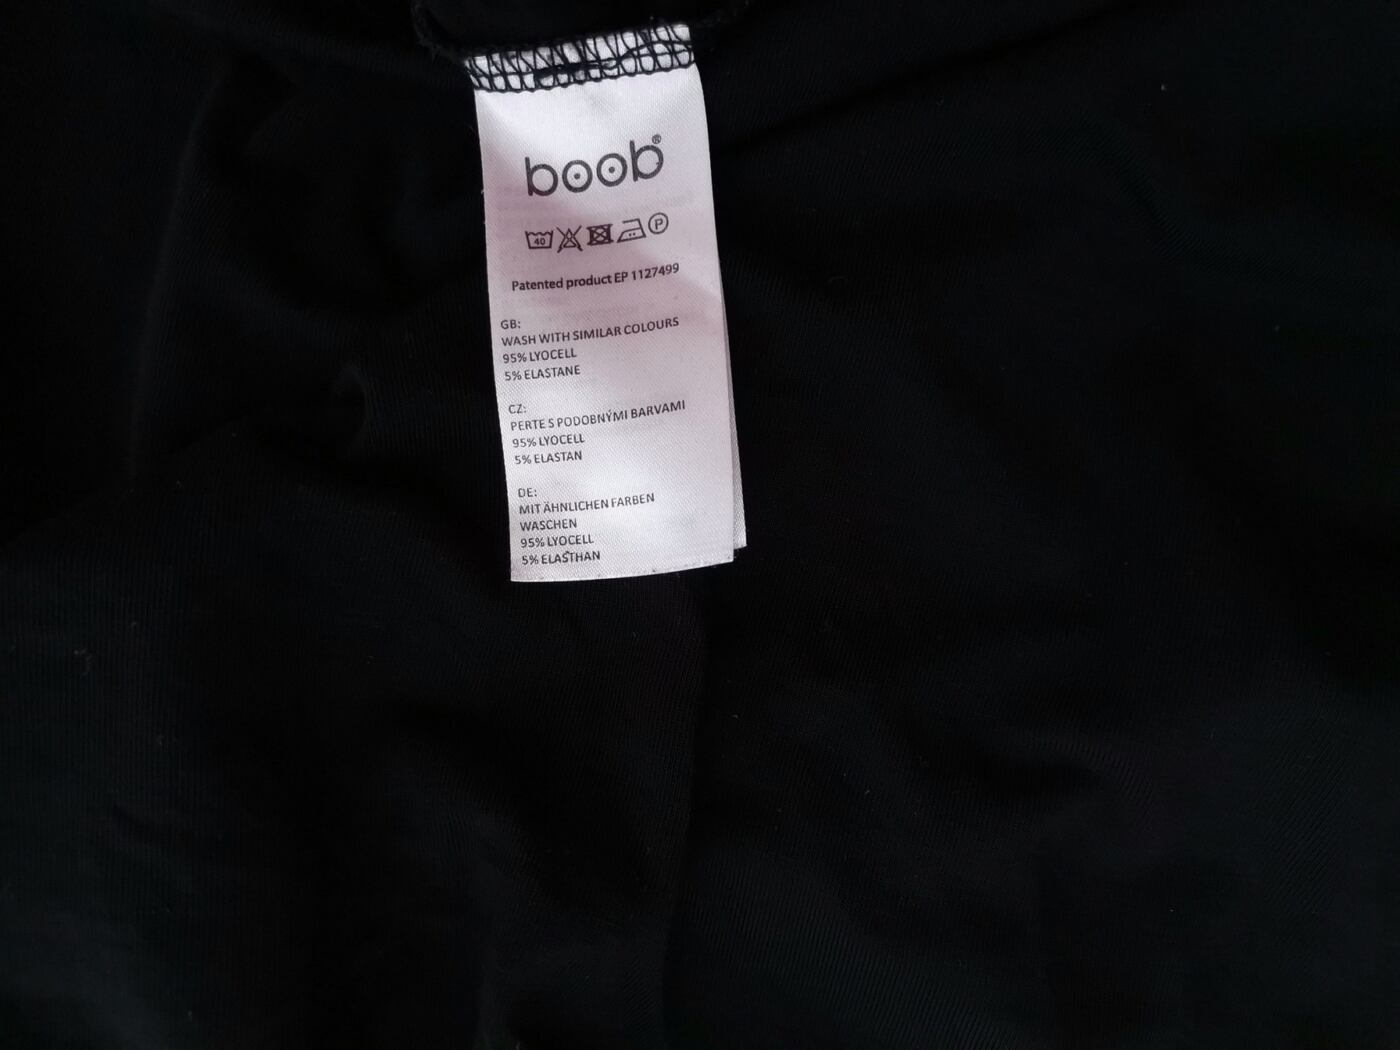 boob®
40 P
Patented product EP 1127499
GB:
WASH WITH SIMILAR COLOURS
95% LYOCELL
5% ELASTANE
CZ:
PERTE S PODOBNÝMI BARVAMI
95% LYOCELL
5% ELASTAN
DE:
MIT ÄHNLICHEN FARBEN
WASCHEN
95% LYOCELL
5% ELASTHAN